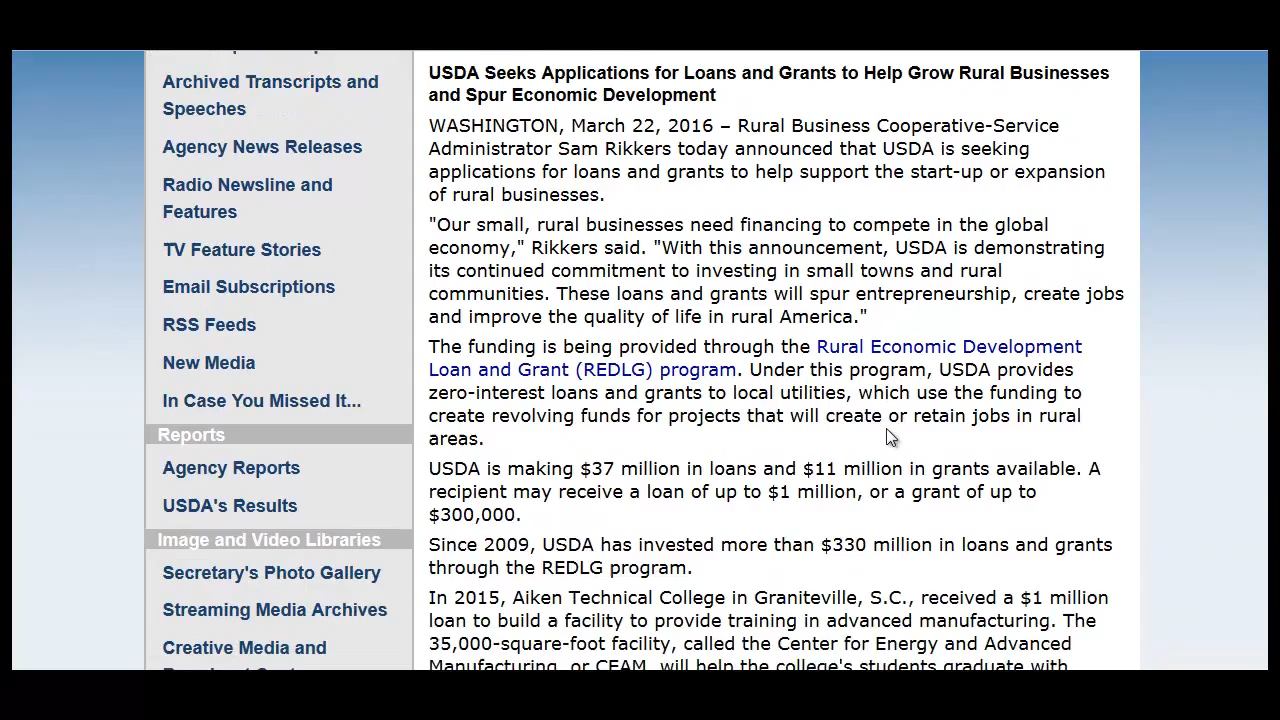 Archived Transcripts and
Speeches
Agency News Releases
Radio Newsline and
Features
TV Feature Stories
Email Subscriptions
RSS Feeds
New Media
In Case You Missed It...
Reports
Agency Reports
USDA's Results
Image and Video Libraries
Secretary's Photo Gallery
Streaming Media Archives
Creative Media and
USDA Seeks Applications for Loans and Grants to Help Grow Rural Businesses
and Spur Economic Development
WASHINGTON, March 22, 2016 – Rural Business Cooperative-Service
Administrator Sam Rikkers today announced that USDA is seeking
applications for loans and grants to help support the start-up or expansion
of rural businesses.
"Our small, rural businesses need financing to compete in the global
economy," Rikkers said. "With this announcement, USDA is demonstrating
its continued commitment to investing in small towns and rural
communities. These loans and grants will spur entrepreneurship, create jobs
and improve the quality of life in rural America."
The funding is being provided through the Rural Economic Development
Loan and Grant (REDLG) program. Under this program, USDA provides
zero-interest loans and grants to local utilities, which use the funding to
create revolving funds for projects that will create or retain jobs in rural
areas.
USDA is making $37 million in loans and $11 million in grants available. A
recipient may receive a loan of up to $1 million, or a grant of up to
$300,000.
Since 2009, USDA has invested more than $330 million in loans and grants
through the REDLG program.
In 2015, Aiken Technical College in Graniteville, S.C., received a $1 million
loan to build a facility to provide training in advanced manufacturing. The
35,000-square-foot facility, called the Center for Energy and Advanced
Manufacturing, or CEAM, will help the college's students graduate with